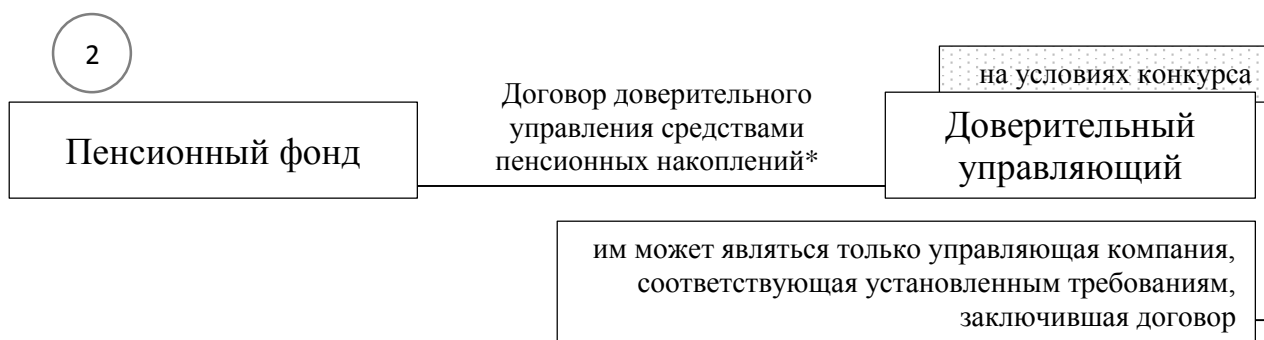 2
на условиях конкурса
Пенсионный фонд
Договор доверительного
управления средствами
пенсионных накоплений*
Доверительный
управляющий
им может являться только управляющая компания,
соответствующая установленным требованиям,
заключившая договор